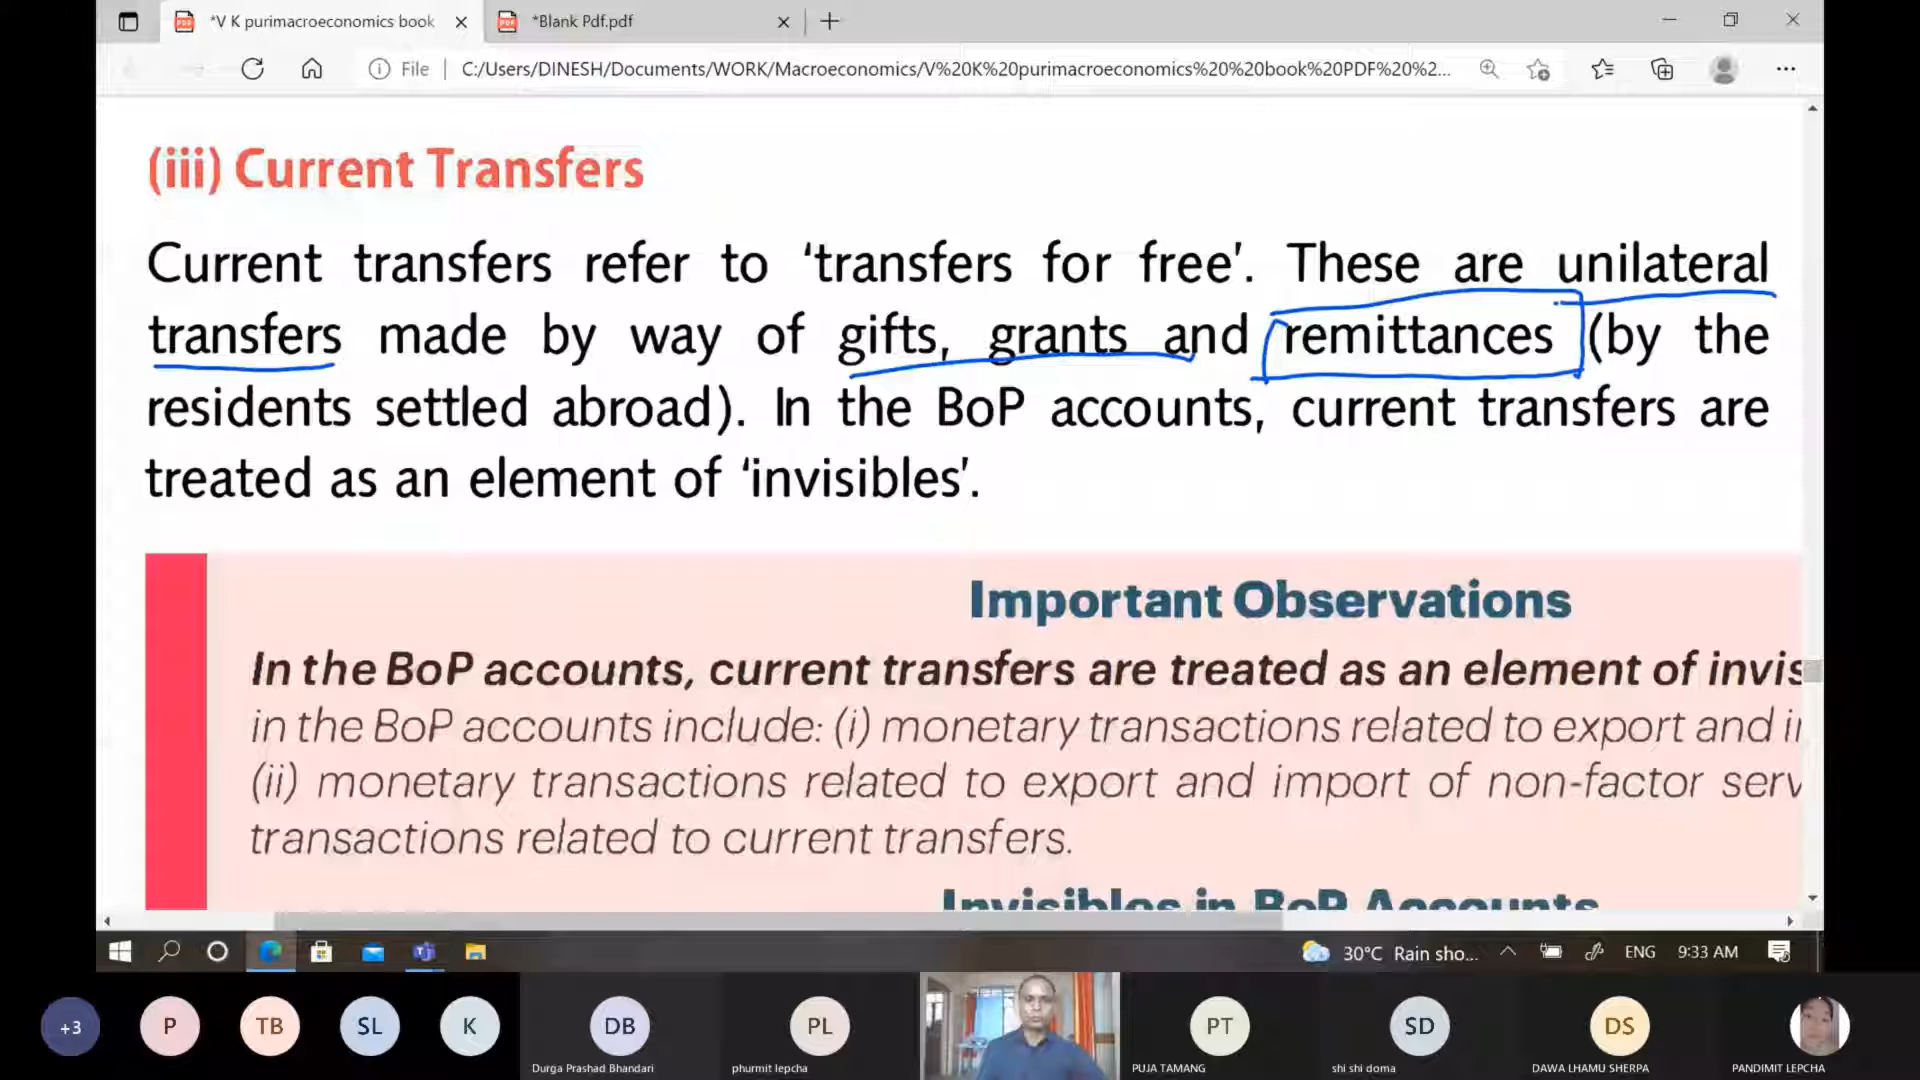 *V K purimacroeconomics book
*Blank Pdf.pdf
File
C:/Users/DINESH/Documents/WORK/Macroeconomics/V%20K%20purimacroeconomics%20%20book%20PDF%20%2...
(iii) Current Transfers
Current transfers refer to ‘transfers for free’. These are unilateral
transfers made by way of gifts, grants and remittances (by the
residents settled abroad). In the BoP accounts, current transfers are
treated as an element of ‘invisibles’.
Important Observations
In the BoP accounts, current transfers are treated as an element of invis
in the BoP accounts include: (i) monetary transactions related to export and i
(ii) monetary transactions related to export and import of non-factor serv
transactions related to current transfers.
Invisibles in BoP Accounts
30°C Rain sho...
ENG
9:33 AM
+3
P
TB
SL
K
DB
PL
PT
SD
DS
Durga Prashad Bhandari
phurmit lepcha
PUJA TAMANG
shi shi doma
DAWA LHAMU SHERPA
PANDIMIT LEPCHA